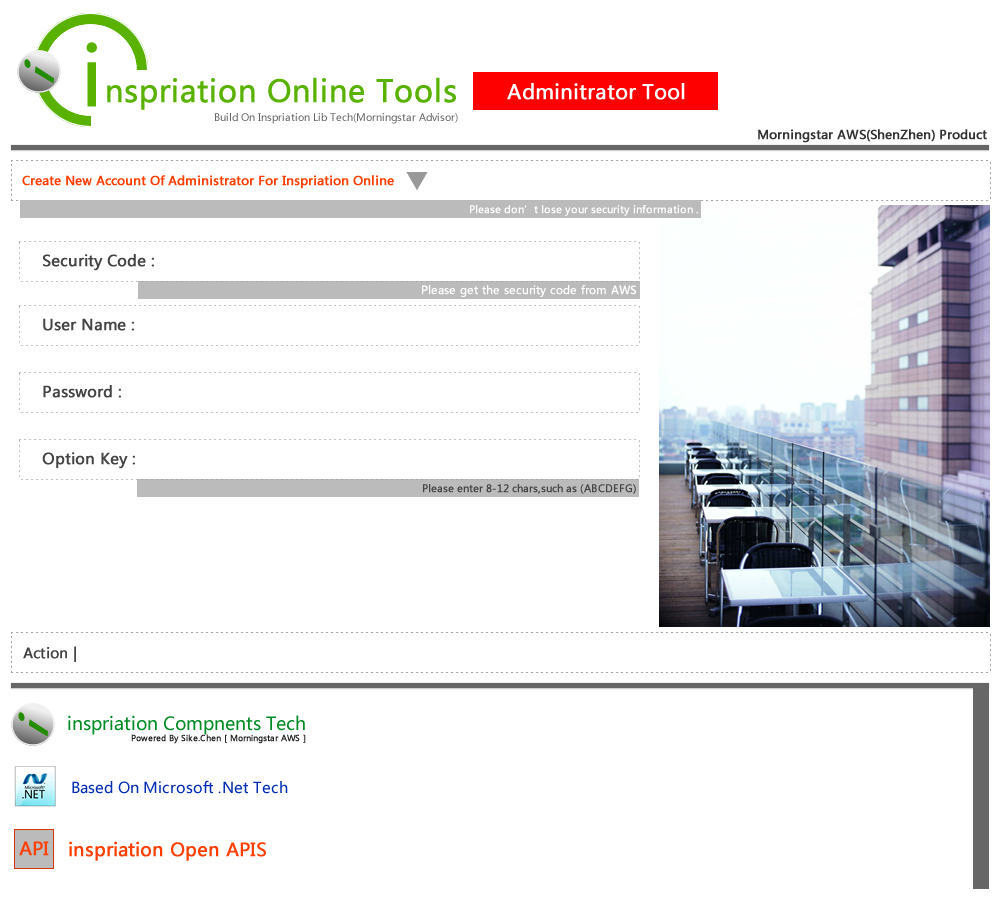 inspriation Online Tools
Adminitrator Tool
Build On Inspriation Lib Tech(Morningstar Advisor)
Morningstar AWS(ShenZhen) Product
Create New Account Of Administrator For Inspriation Online
Please don’t lose your security information .
Security Code :
Please get the security code from AWS
User Name :
Password :
Option Key :
Please enter 8-12 chars,such as (ABCDEFG)
Action |
inspriation Compnents Tech
Powered By Sike.Chen [ Morningstar AWS ]
Microsoft
.NET
Based On Microsoft .Net Tech
API
inspriation Open APIS